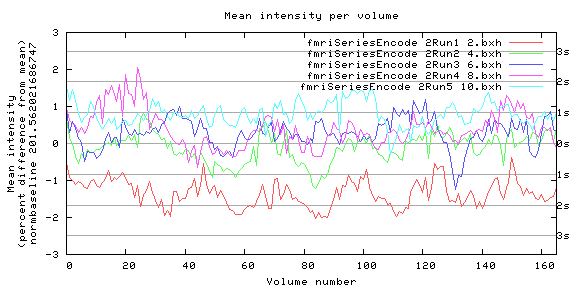 Mean intensity per volume
Mean intensity
(percent difference from mean)
normbaseline 201.562021686747
3
2
1
0
-1
-2
-3
fmriSeriesEncode 2Run1 2.bxh
fmriSeriesEncode 2Run2 4.bxh
fmriSeriesEncode 2Run3 6.bxh
fmriSeriesEncode 2Run4 8.bxh
fmriSeriesEncode 2Run5 10.bxh
3s
2s
1s
0s
1s
2s
3s
0 20 40 60 80 100 120 140 160
Volume number